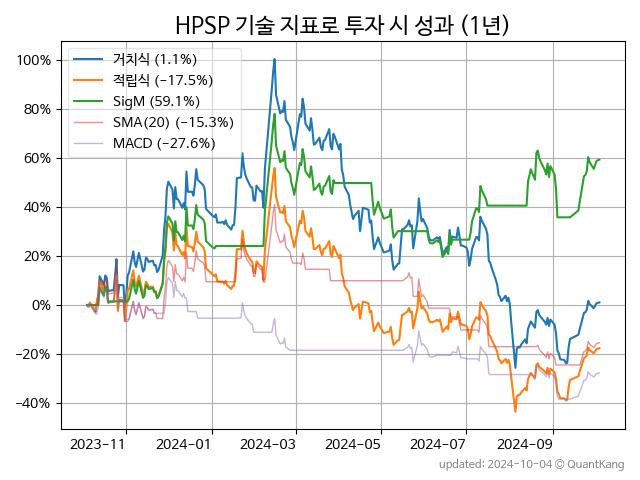 HPSP 기술 지표로 투자 시 성과 (1년)
거치식 (1.1%)
적립식 (−17.5%)
SigM (59.1%)
SMA(20) (−15.3%)
MACD (−27.6%)
100%
80%
60%
40%
20%
0%
−20%
−40%
2023-11 2024-01 2024-03 2024-05 2024-07 2024-09
updated: 2024-10-04 © QuantKang